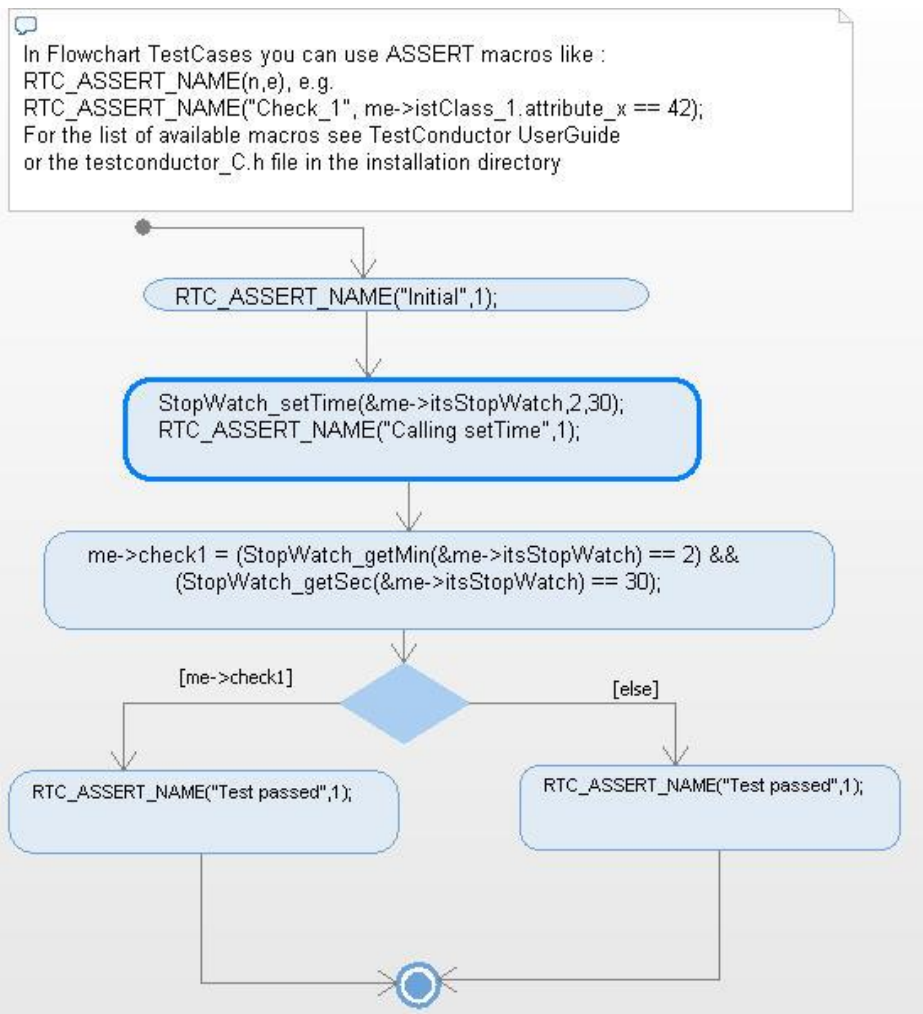 In Flowchart TestCases you can use ASSERT macros like :
RTC_ASSERT_NAME(n,e), e.g.
RTC_ASSERT_NAME("Check_1", me->istClass_1.attribute_x == 42);
For the list of available macros see TestConductor UserGuide
or the testconductor_C.h file in the installation directory
RTC_ASSERT_NAME("Initial",1);
StopWatch_setTime(&me->itsStopWatch,2,30);
RTC_ASSERT_NAME("Calling setTime",1);
me->check1 = (StopWatch_getMin(&me->itsStopWatch) == 2) &&
(StopWatch_getSec(&me->itsStopWatch) == 30);
[me->check1]
[else]
RTC_ASSERT_NAME("Test passed",1);
RTC_ASSERT_NAME("Test passed",1);